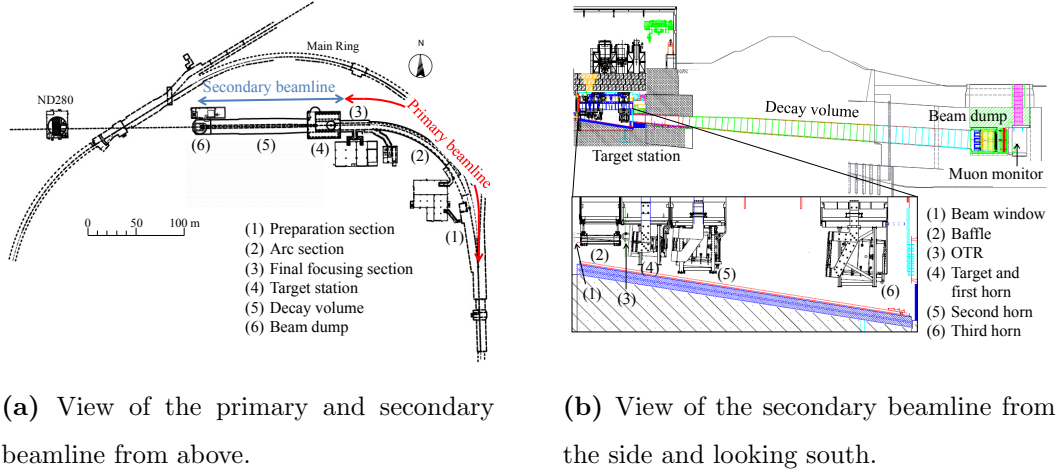 Main Ring
N
Secondary beamline
Primary beamline
ND280
(3)
(6)
(5)
(4)
(2)
(1)
0 50 100 m
(1) Preparation section
(2) Arc section
(3) Final focusing section
(4) Target station
(5) Decay volume
(6) Beam dump
(a) View of the primary and secondary
beamline from above.
Decay volume
Beam dump
Target station
Muon monitor
(2)
(4)
(5)
(6)
(1)
(3)
(1) Beam window
(2) Baffle
(3) OTR
(4) Target and
first horn
(5) Second horn
(6) Third horn
(b) View of the secondary beamline from
the side and looking south.